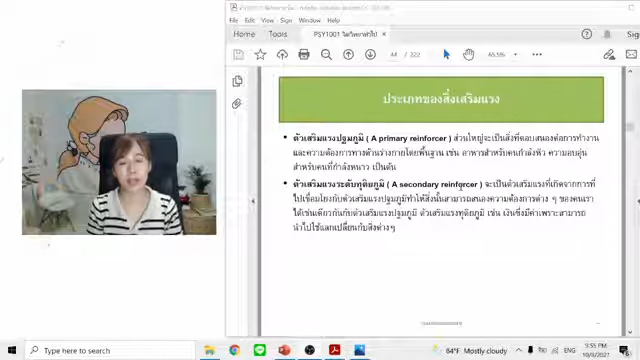 File Edit View Sign Window Help
Home Tools PSY1001 จิตวิทยาทั่วไป ×
44 / 222 65.5%
ประเภทของสิ่งเสริมแรง
• ตัวเสริมแรงปฐมภูมิ ( A primary reinforcer ) ส่วนใหญ่จะเป็นสิ่งที่ตอบสนองต่อการทำงาน
และความต้องการทางด้านร่างกายโดยพื้นฐาน เช่น อาหารสำหรับคนกำลังหิว ความอบอุ่น
สำหรับคนที่กำลังหนาว เป็นต้น
• ตัวเสริมแรงระดับทุติยภูมิ ( A secondary reinforcer ) จะเป็นตัวเสริมแรงที่เกิดจากการที่
ไปเชื่อมโยงกับตัวเสริมแรงปฐมภูมิทำให้สิ่งนั้นสามารถสนองความต้องการต่าง ๆ ของคนเรา
ได้เช่นเดียวกันกับตัวเสริมแรงปฐมภูมิ ตัวเสริมแรงทุติยภูมิ เช่น เงินซึ่งมีค่าเพราะสามารถ
นำไปใช้แลกเปลี่ยนกับสิ่งต่างๆ
Type here to search
64°F Mostly cloudy
ENG
9:55 PM